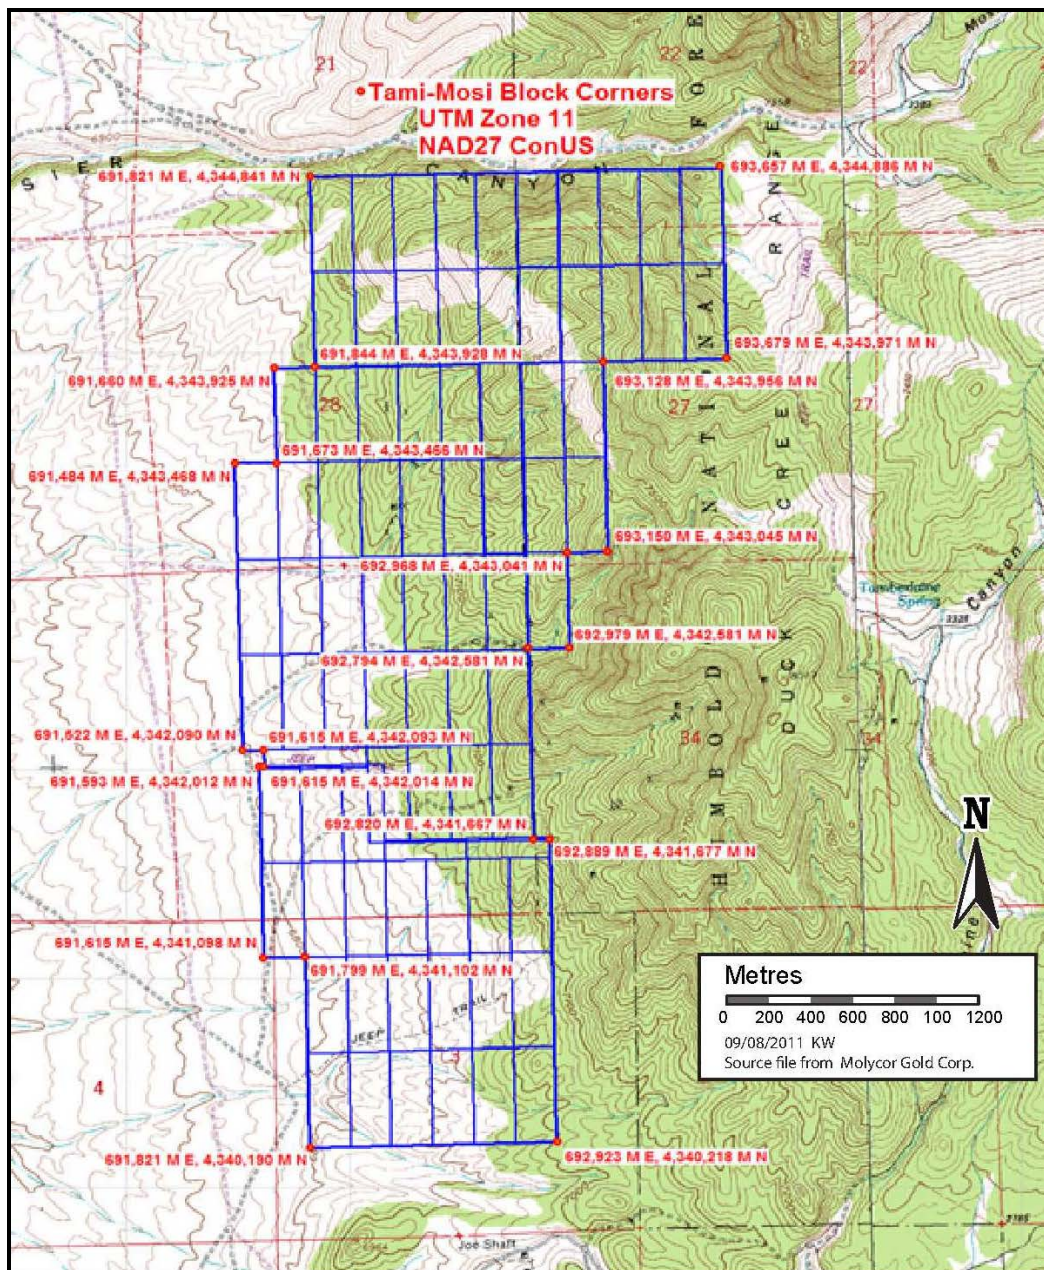 21
22
22
Tami-Mosi Block Corners
UTM Zone 11
NAD27 ConUS
SIER CANYON
691,821 M E, 4,344,841 M N
693,657 M E, 4,344,886 M N
TRAIL
691,844 M E, 4,343,928 M N
693,679 M E, 4,343,971 M N
691,660 M E, 4,343,925 M N
693,128 M E, 4,343,956 M N
28
27
27
691,673 M E, 4,343,456 M N
691,484 M E, 4,343,468 M N
693,150 M E, 4,343,045 M N
692,968 M E, 4,343,041 M N
Canyon
Spring
3328
692,979 M E, 4,342,581 M N
692,794 M E, 4,342,581 M N
HUMBOLDT NATIONAL FORE
DUCK CREE RANGE
34
34
691,522 M E, 4,342,090 M N
691,615 M E, 4,342,093 M N
JEEP
691,593 M E, 4,342,012 M N
691,615 M E, 4,342,014 M N
692,820 M E, 4,341,667 M N
692,889 M E, 4,341,677 M N
N
691,615 M E, 4,341,098 M N
691,799 M E, 4,341,102 M N
JEEP TRAIL
3
4
Metres
0 200 400 600 800 100 1200
09/08/2011 KW
Source file from Molycor Gold Corp.
691,821 M E, 4,340,190 M N
692,923 M E, 4,340,218 M N
Joe Shaft